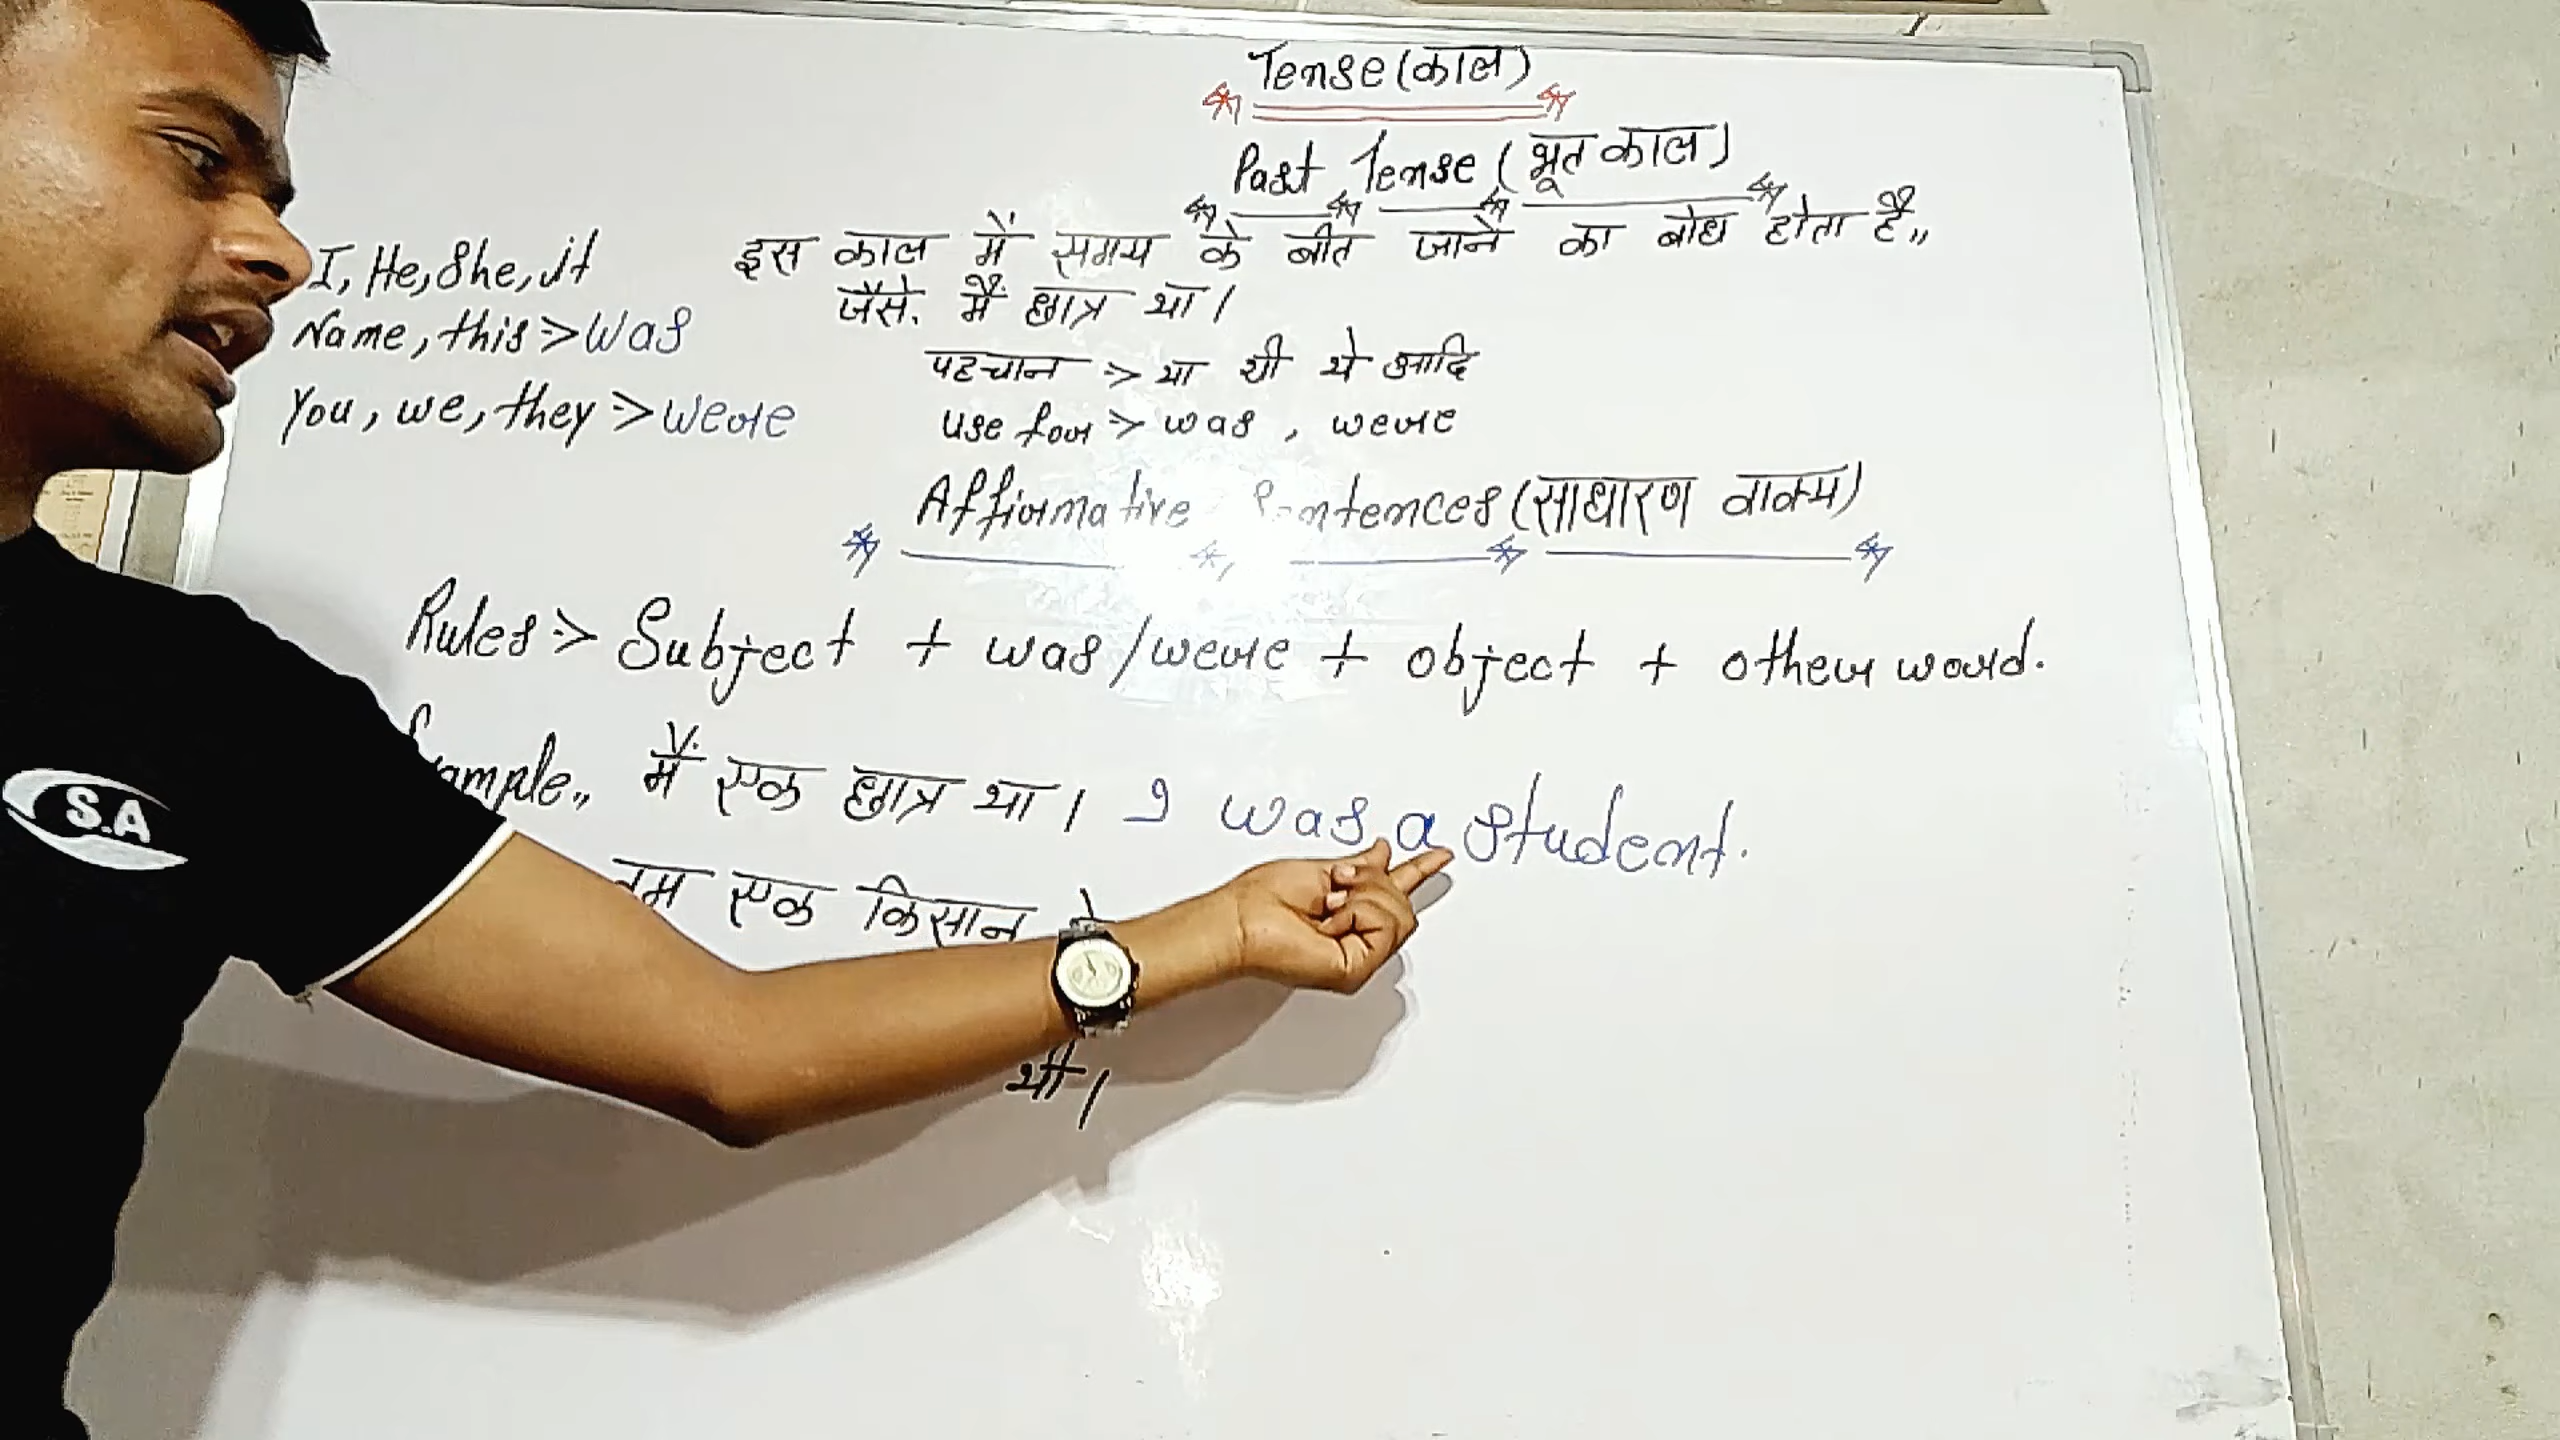 Tense (काल)
Past Tense (भूत काल)
इस काल में समय के बीत जाने का बोध होता है,,
जैसे. मैं छात्र था।
पहचान => था थी थे आदि
use for => was, were
I, He, She, it
Name, this => was
You, we, they => were
Affirmative Sentences (साधारण वाक्य)
Rules => Subject + was/were + object + other word.
मैं एक छात्र था। I was a student.
एक किसान
थी।
S.A